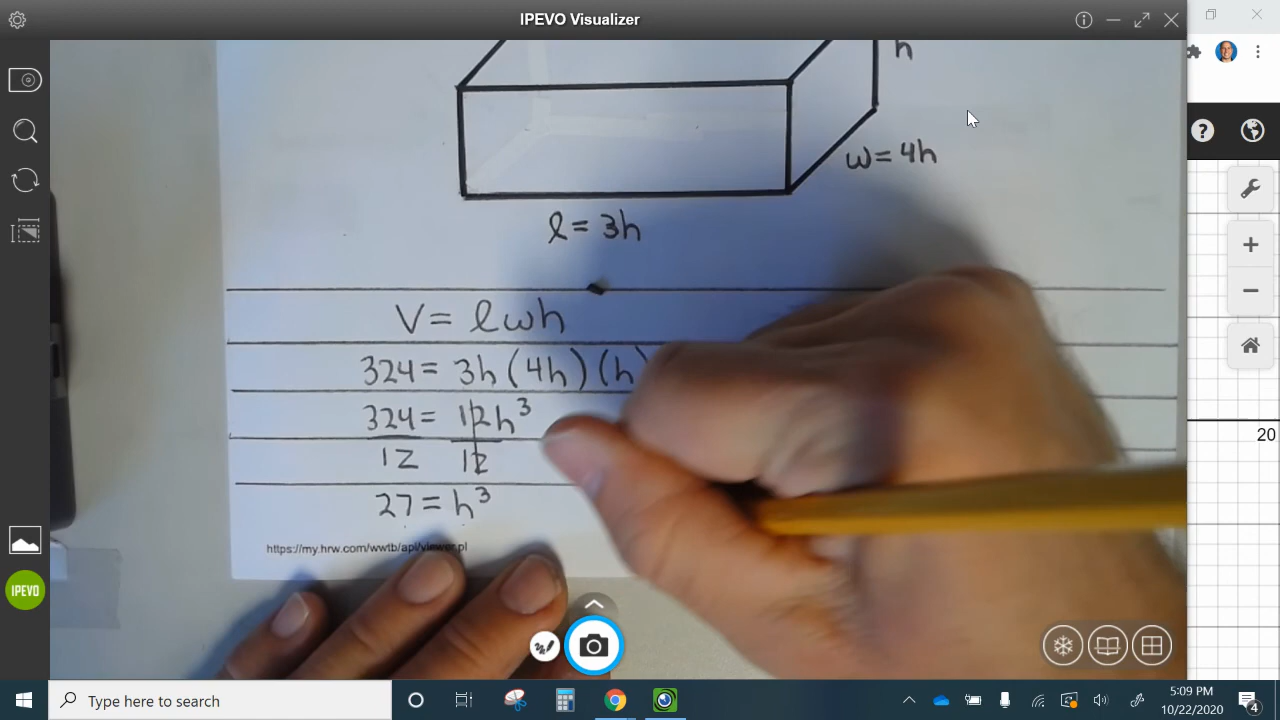 IPEVO Visualizer
h
w = 4h
l = 3h
V = lwh
324 = 3h (4h) (h)
324 = 12h³
12 12
27 = h³
https://my.hrw.com/wwtb/api/viewer.pl
IPEVO
20
Type here to search
5:09 PM
10/22/2020
4